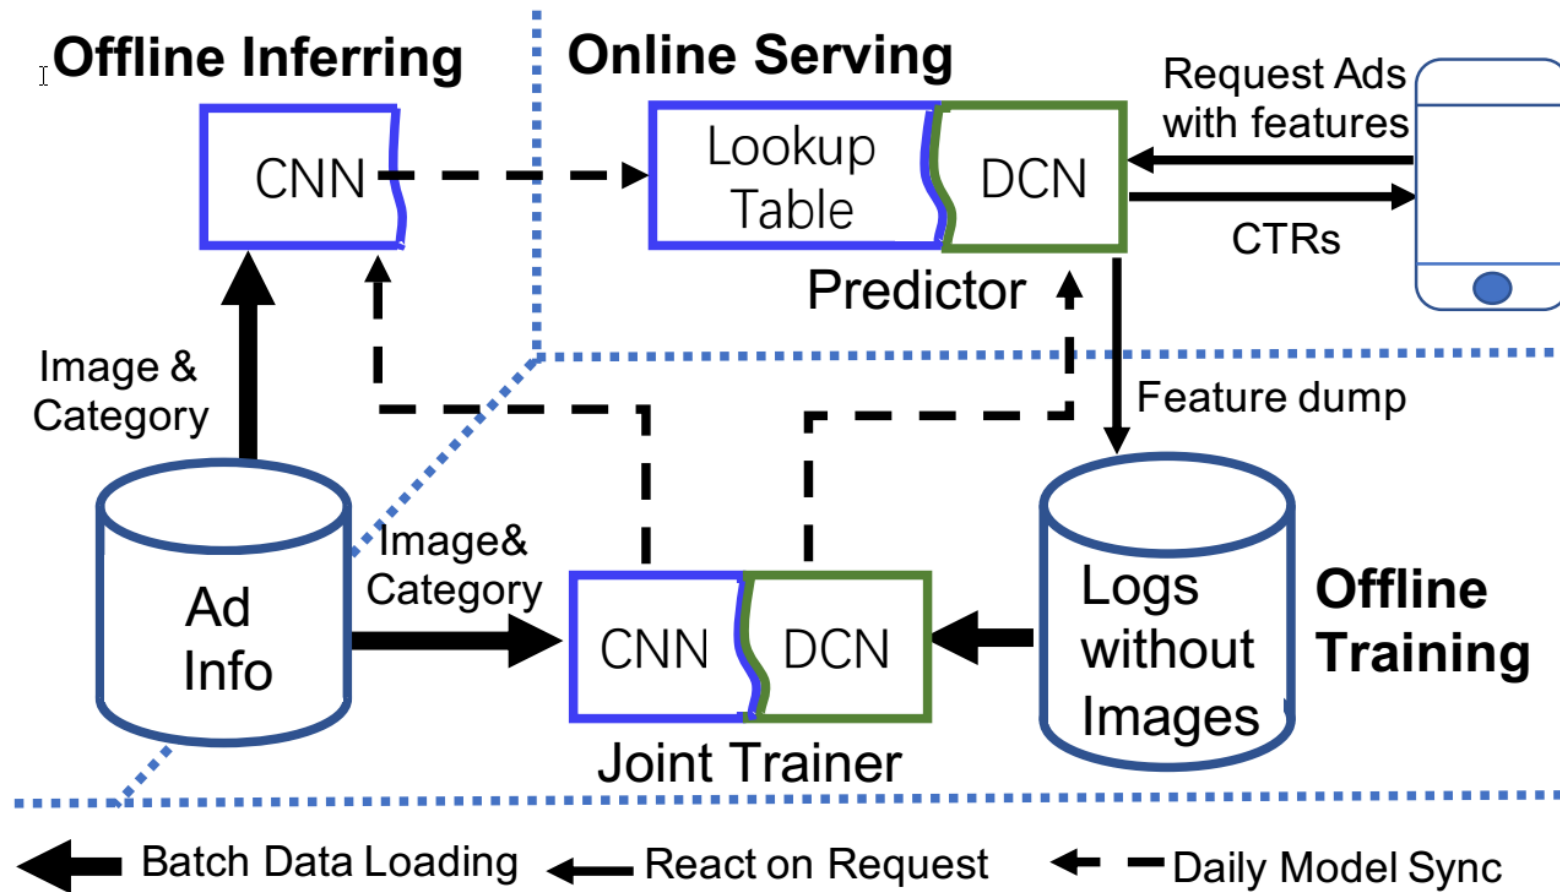 Offline Inferring
Online Serving
CNN
Lookup
Table
DCN
Request Ads
with features
CTRs
Predictor
Image &
Category
Feature dump
Image&
Category
Ad
Info
CNN
DCN
Joint Trainer
Logs
without
Images
Offline
Training
Batch Data Loading
React on Request
Daily Model Sync